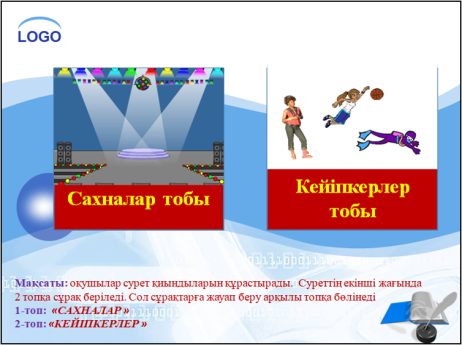 LOGO
Сахналар тобы
Кейіпкерлер
тобы
Мақсаты: оқушылар сурет қиындыларын құрастырады. Суреттің екінші жағында
2 топқа сұрақ беріледі. Сол сұрақтарға жауап беру арқылы топқа бөлінеді
1-топ: «САХНАЛАР»
2-топ: «КЕЙІПКЕРЛЕР»